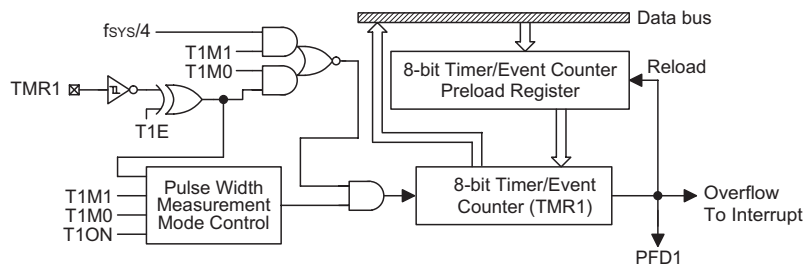 Data bus
fSYS/4
T1M1
T1M0
8-bit Timer/Event Counter
Preload Register
Reload
TMR1
T1E
Pulse Width
Measurement
Mode Control
T1M1
T1M0
T1ON
8-bit Timer/Event
Counter (TMR1)
Overflow
To Interrupt
PFD1